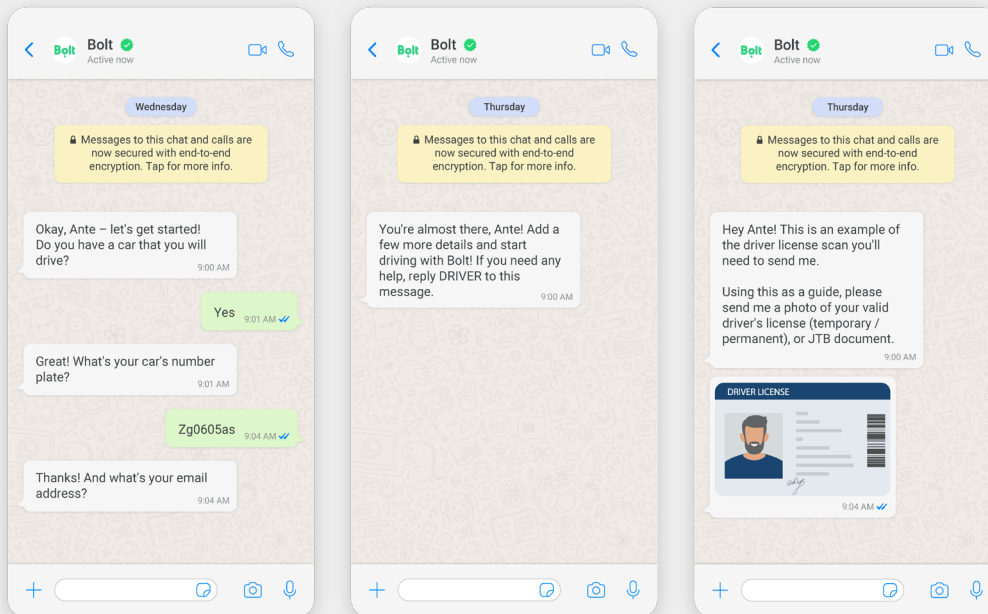 Bolt
Bolt
Active now
Wednesday
Messages to this chat and calls are
now secured with end-to-end
encryption. Tap for more info.
Okay, Ante – let's get started!
Do you have a car that you will
drive?
9:00 AM
Yes
9:01 AM
Great! What's your car's number
plate?
9:01 AM
Zg0605as
9:04 AM
Thanks! And what's your email
address?
9:04 AM
Bolt
Bolt
Active now
Thursday
Messages to this chat and calls are
now secured with end-to-end
encryption. Tap for more info.
You're almost there, Ante! Add a
few more details and start
driving with Bolt! If you need any
help, reply DRIVER to this
message.
9:00 AM
Bolt
Bolt
Active now
Thursday
Messages to this chat and calls are
now secured with end-to-end
encryption. Tap for more info.
Hey Ante! This is an example of
the driver license scan you'll
need to send me.
Using this as a guide, please
send me a photo of your valid
driver's license (temporary /
permanent), or JTB document.
9:00 AM
DRIVER LICENSE
9:04 AM